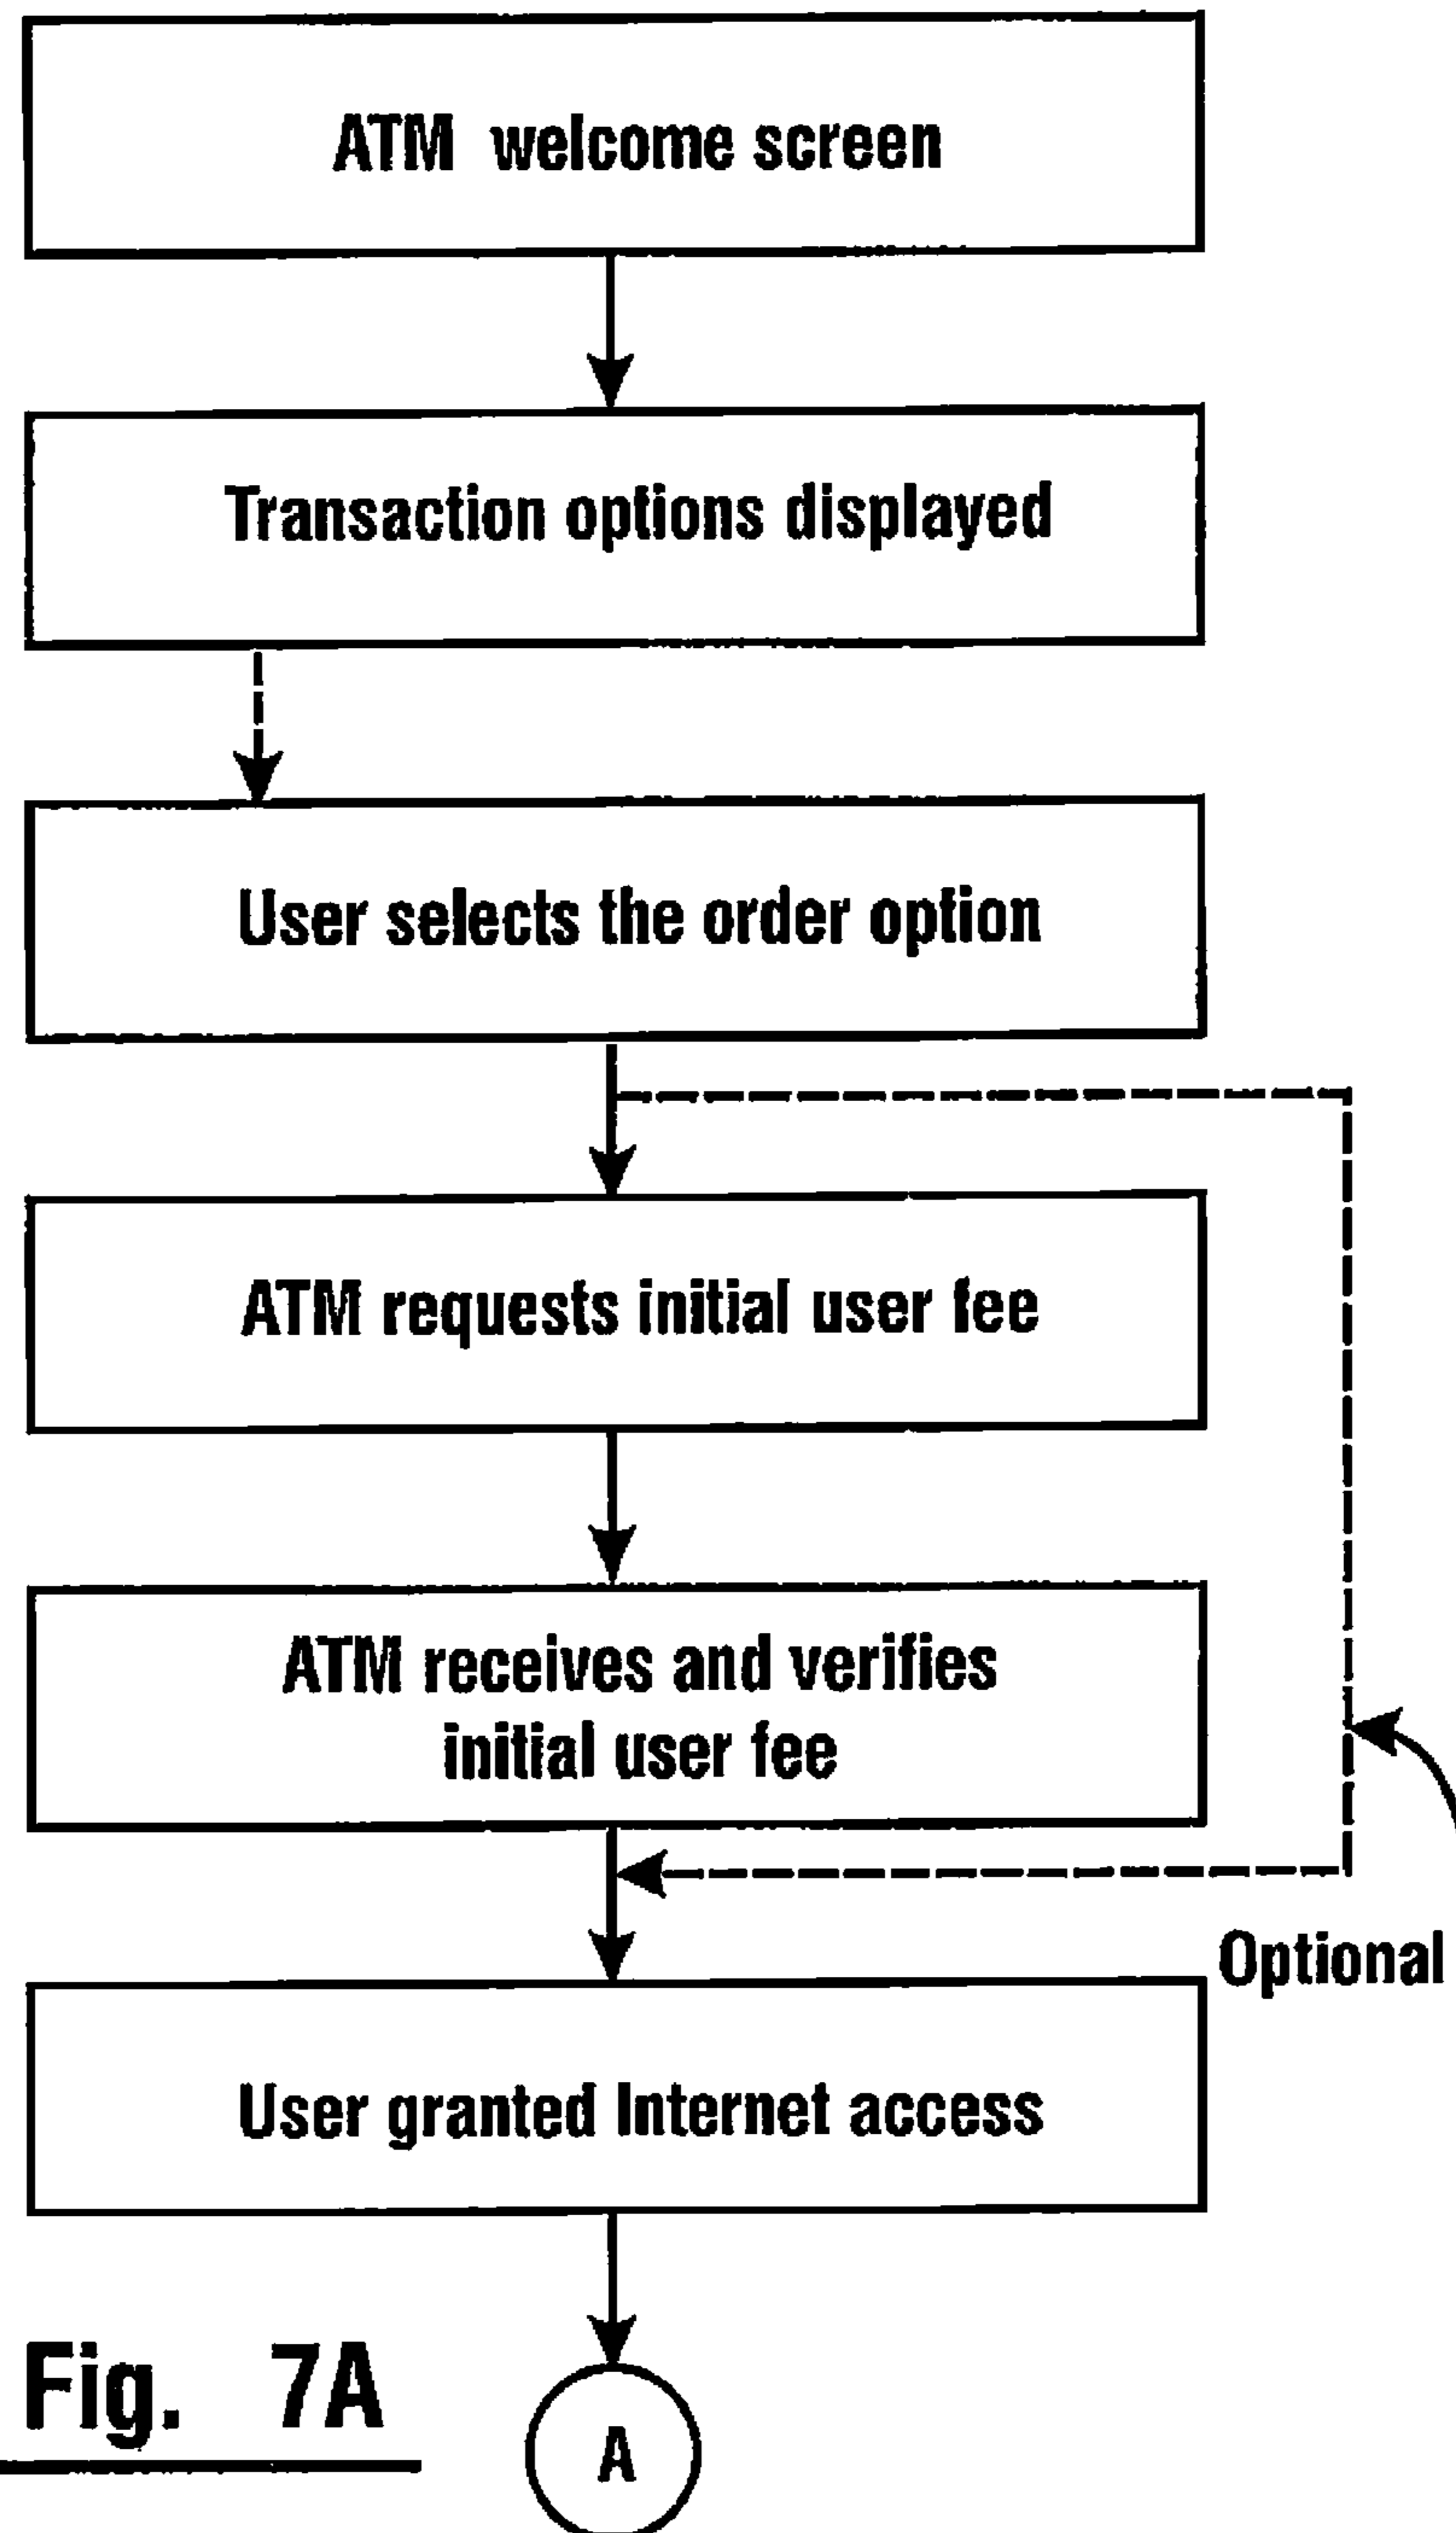 ATM welcome screen
Transaction options displayed
User selects the order option
ATM requests initial user fee
ATM receives and verifies
initial user fee
Optional
User granted Internet access
Fig. 7A
A